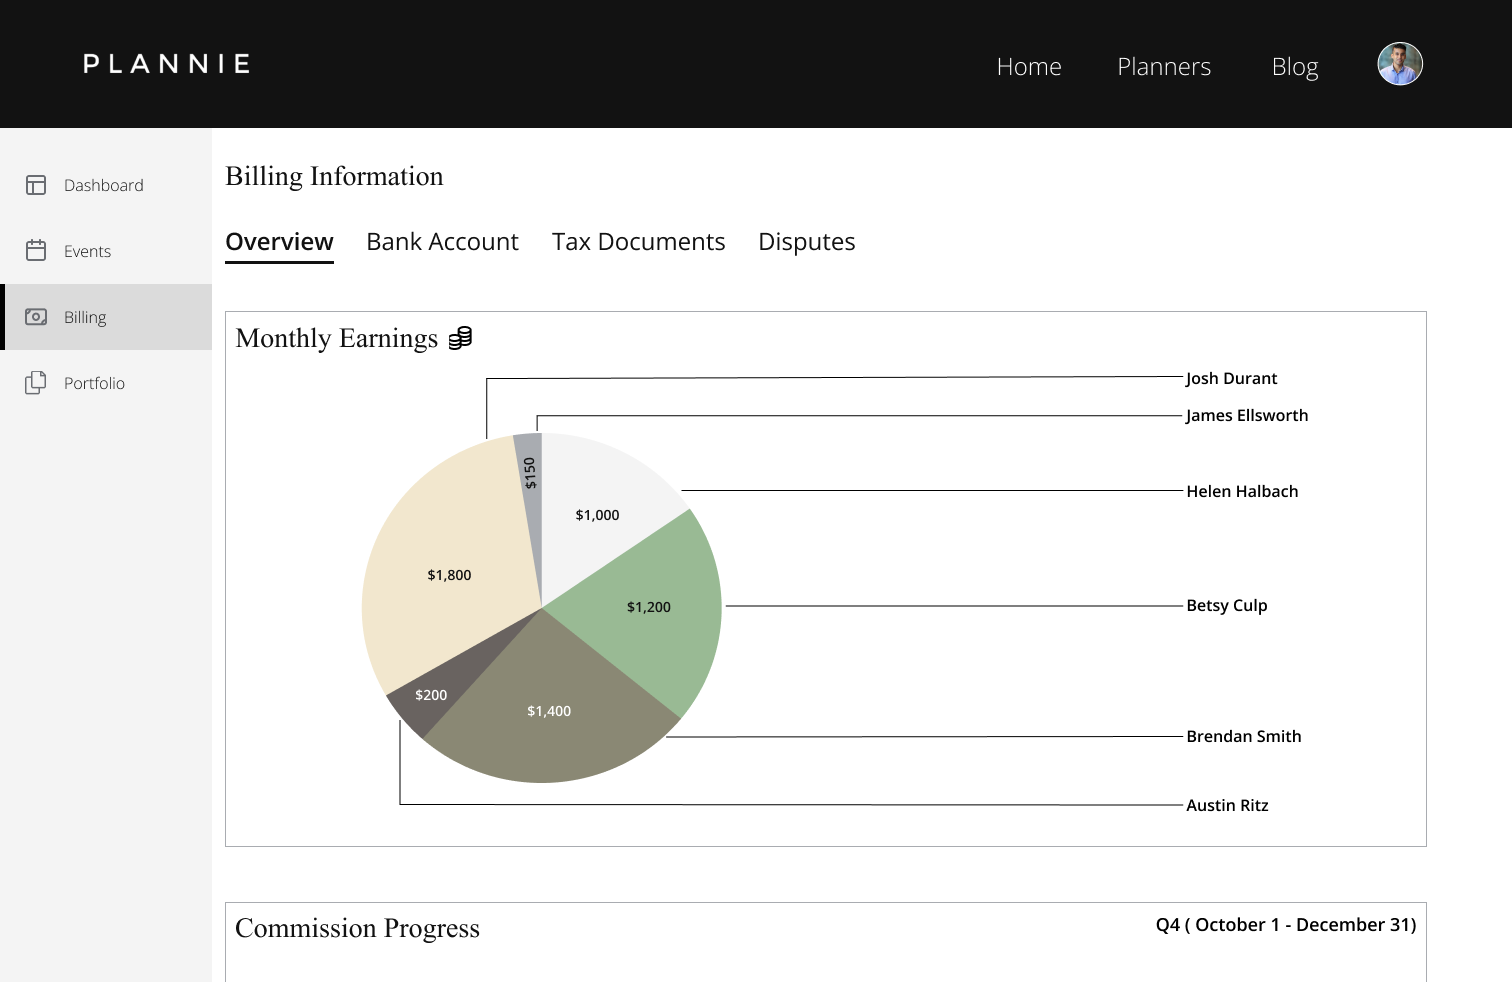 PLANNIE
Home Planners Blog
Dashboard
Events
Billing
Portfolio
Billing Information
Overview Bank Account Tax Documents Disputes
Monthly Earnings
Josh Durant
James Ellsworth
$150
Helen Halbach
$1,000
$1,800
Betsy Culp
$1,200
$200
$1,400
Brendan Smith
Austin Ritz
Commission Progress
Q4 ( October 1 - December 31)